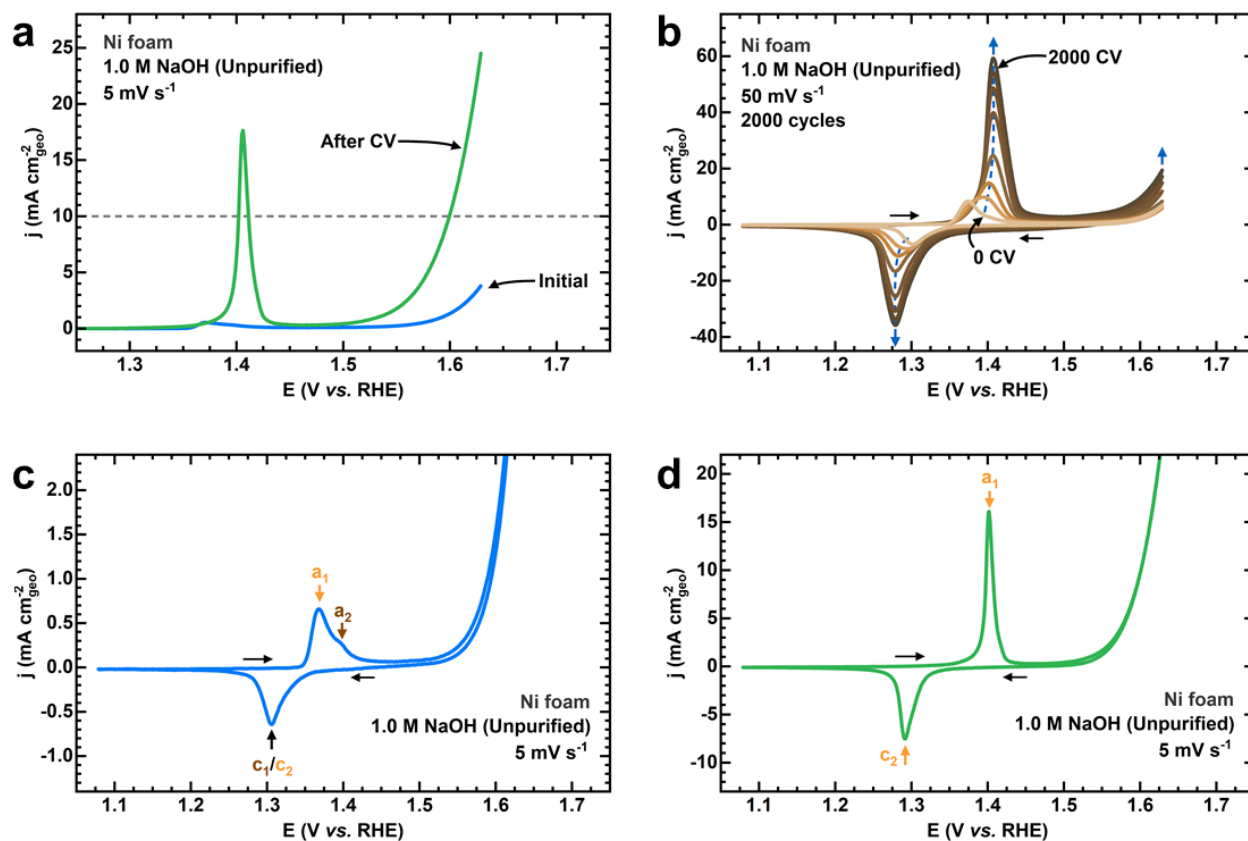 a
Ni foam
1.0 M NaOH (Unpurified)
5 mV s⁻¹
After CV
Initial
25
20
15
10
5
0
j (mA cm⁻²geo)
1.3 1.4 1.5 1.6 1.7
E (V vs. RHE)
b
Ni foam
1.0 M NaOH (Unpurified)
50 mV s⁻¹
2000 cycles
2000 CV
0 CV
60
40
20
0
-20
-40
j (mA cm⁻²geo)
1.1 1.2 1.3 1.4 1.5 1.6 1.7
E (V vs. RHE)
c
a₁
a₂
c₁/c₂
Ni foam
1.0 M NaOH (Unpurified)
5 mV s⁻¹
2.0
1.5
1.0
0.5
0.0
-0.5
-1.0
j (mA cm⁻²geo)
1.1 1.2 1.3 1.4 1.5 1.6 1.7
E (V vs. RHE)
d
a₁
c₂
Ni foam
1.0 M NaOH (Unpurified)
5 mV s⁻¹
20
15
10
5
0
-5
-10
j (mA cm⁻²geo)
1.1 1.2 1.3 1.4 1.5 1.6 1.7
E (V vs. RHE)